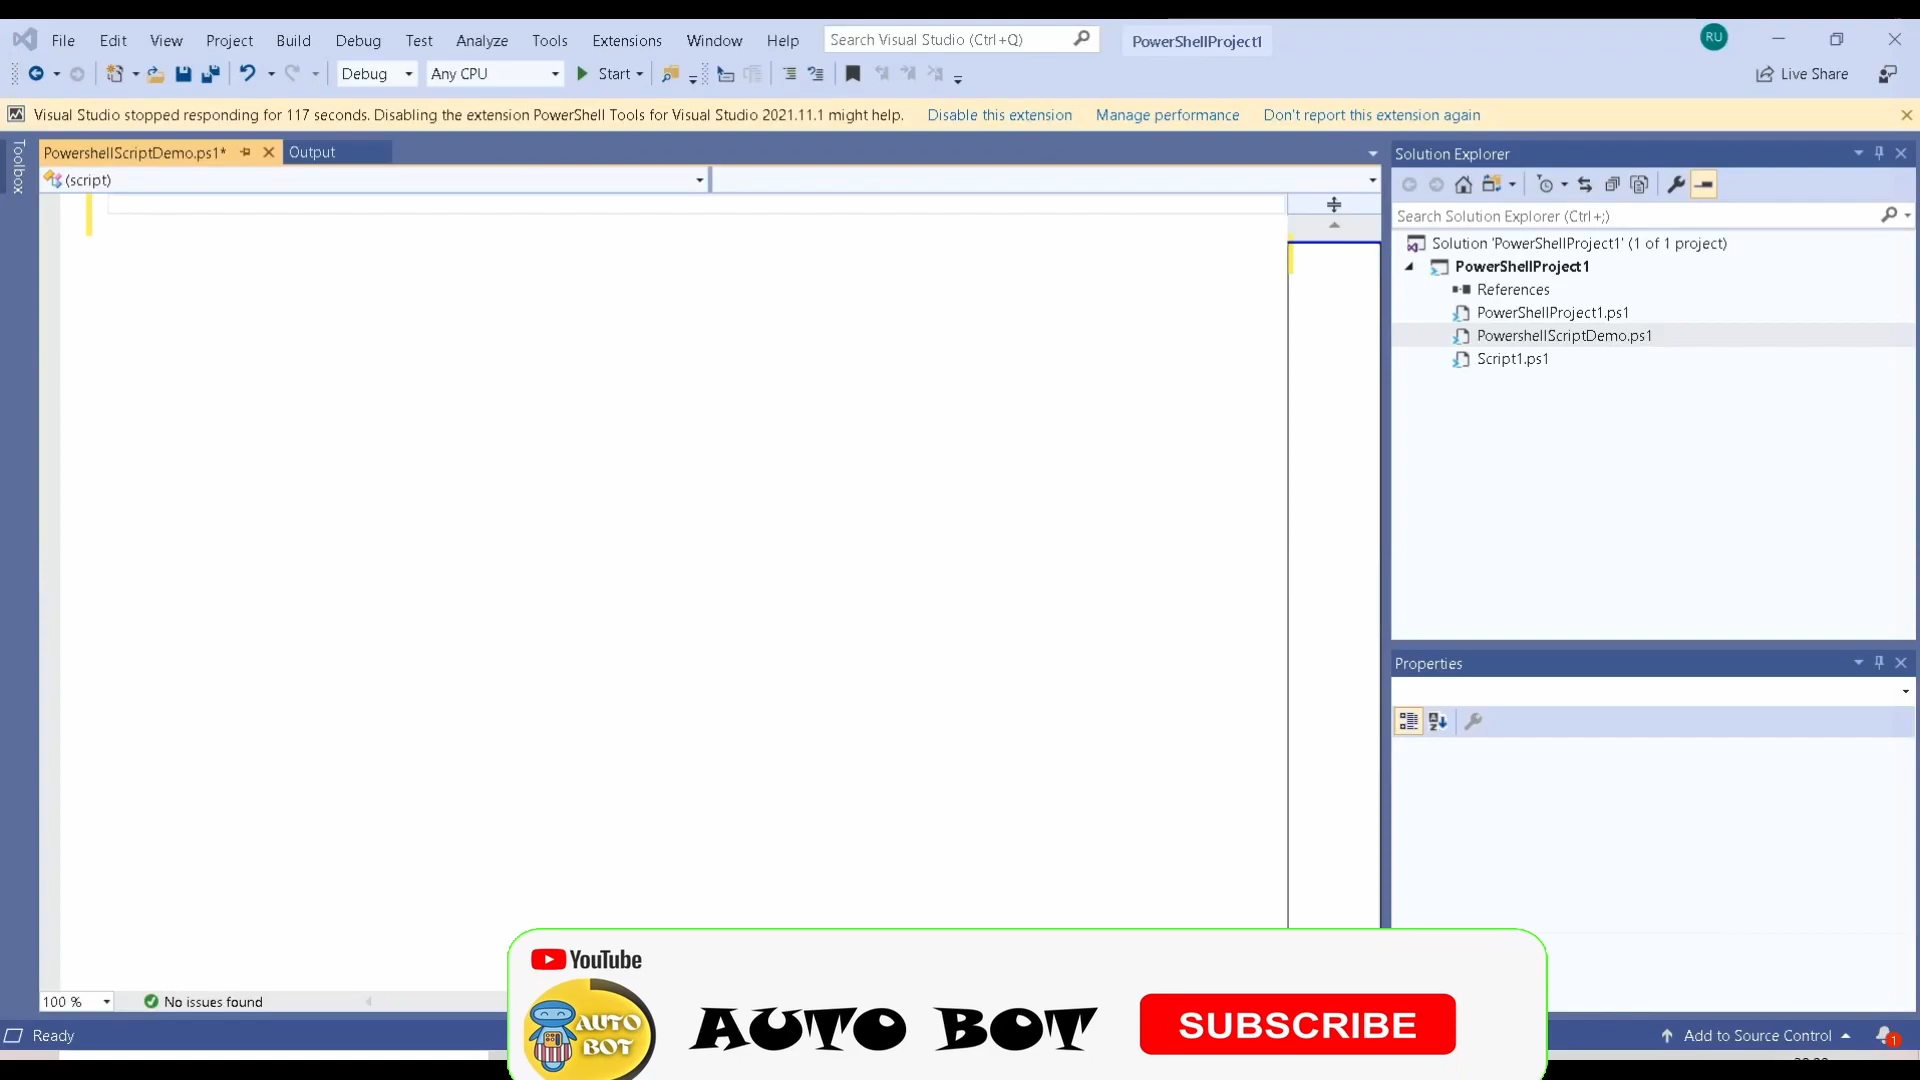 File Edit View Project Build Debug Test Analyze Tools Extensions Window Help Search Visual Studio (Ctrl+Q) PowerShellProject1 RU
Debug Any CPU Start Live Share
Visual Studio stopped responding for 117 seconds. Disabling the extension PowerShell Tools for Visual Studio 2021.11.1 might help. Disable this extension Manage performance Don't report this extension again
Toolbox
PowershellScriptDemo.ps1* Output
(script)
Solution Explorer
Search Solution Explorer (Ctrl+;)
Solution 'PowerShellProject1' (1 of 1 project)
PowerShellProject1
References
PowerShellProject1.ps1
PowershellScriptDemo.ps1
Script1.ps1
Properties
100 % No issues found
Ready
Add to Source Control 1
YouTube
AUTO BOT
AUTO BOT
SUBSCRIBE